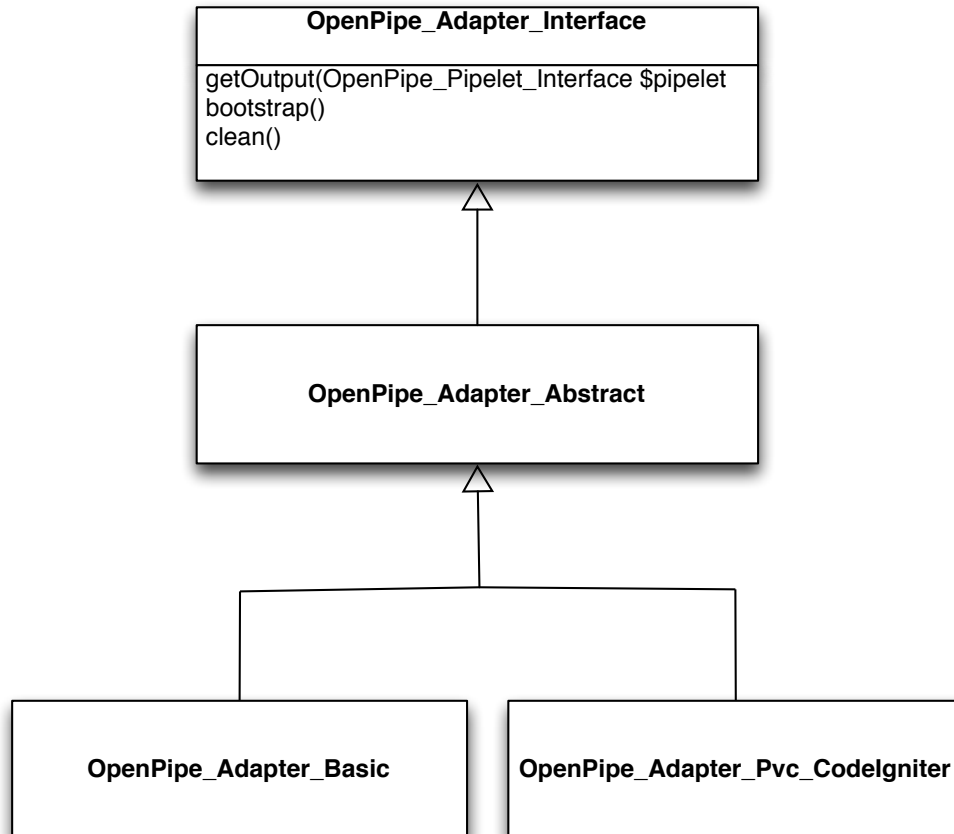 OpenPipe_Adapter_Interface
getOutput(OpenPipe_Pipelet_Interface $pipelet
bootstrap()
clean()
OpenPipe_Adapter_Abstract
OpenPipe_Adapter_Basic
OpenPipe_Adapter_Pvc_CodeIgniter